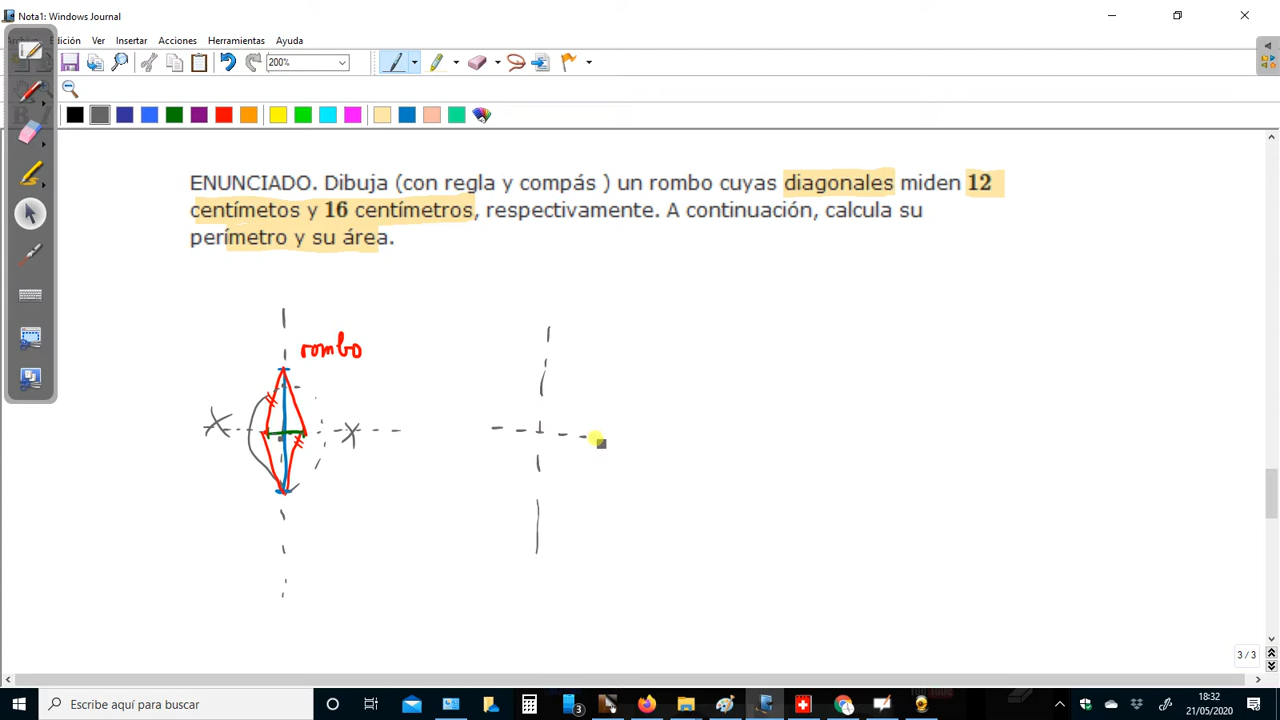 Nota1: Windows Journal
Edición Ver Insertar Acciones Herramientas Ayuda
200%
ENUNCIADO. Dibuja (con regla y compás ) un rombo cuyas diagonales miden 12
centímetos y 16 centímetros, respectivamente. A continuación, calcula su
perímetro y su área.
rombo
3 / 3
Escribe aquí para buscar
3
18:32
21/05/2020